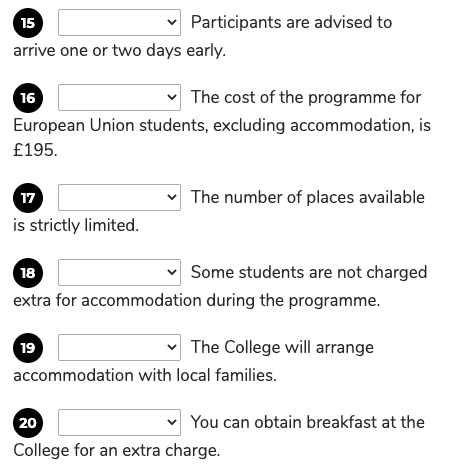 15 Participants are advised to
arrive one or two days early.
16 The cost of the programme for
European Union students, excluding accommodation, is
£195.
17 The number of places available
is strictly limited.
18 Some students are not charged
extra for accommodation during the programme.
19 The College will arrange
accommodation with local families.
20 You can obtain breakfast at the
College for an extra charge.